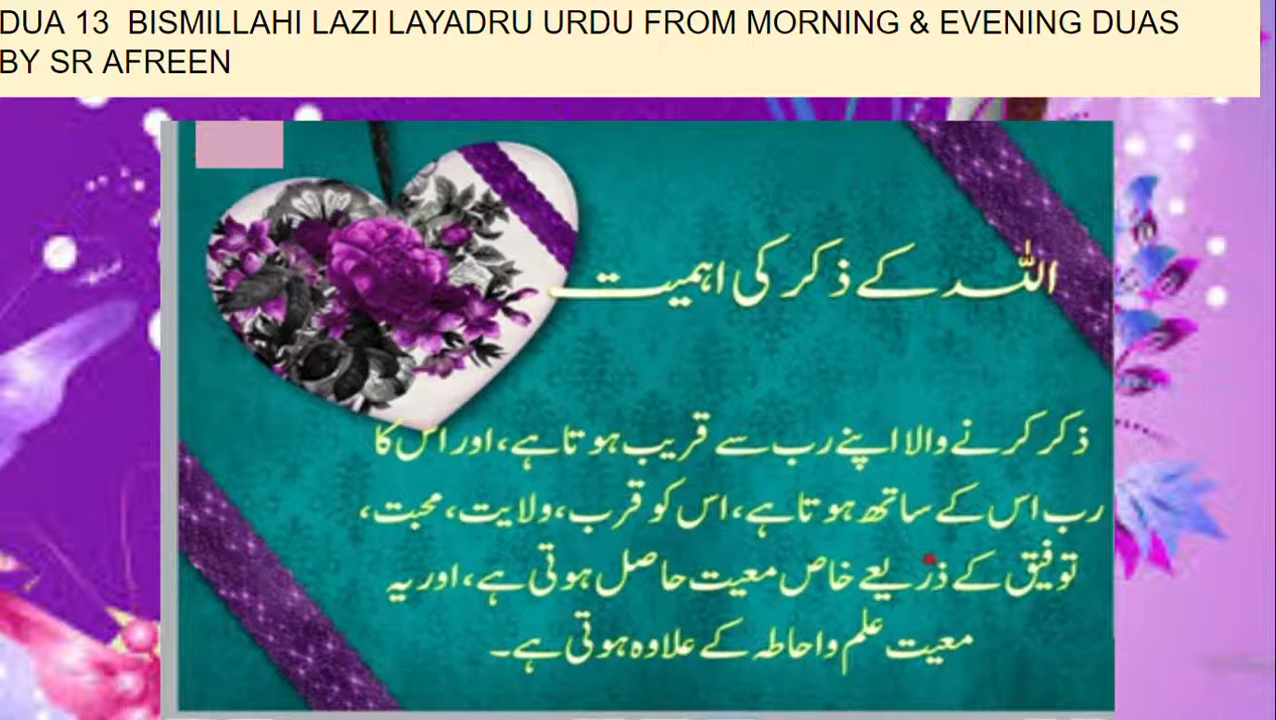 DUA 13 BISMILLAHI LAZI LAYADRU URDU FROM MORNING & EVENING DUAS
BY SR AFREEN
اللہ کے ذکر کی اہمیت
ذکر کرنے والا اپنے رب سے قریب ہوتا ہے، اور اس کا
رب اس کے ساتھ ہوتا ہے، اس کو قرب، ولایت، محبت،
توفیق کے ذریعے خاص معیت حاصل ہوتی ہے، اور یہ
معیت علم و احاطہ کے علاوہ ہوتی ہے۔